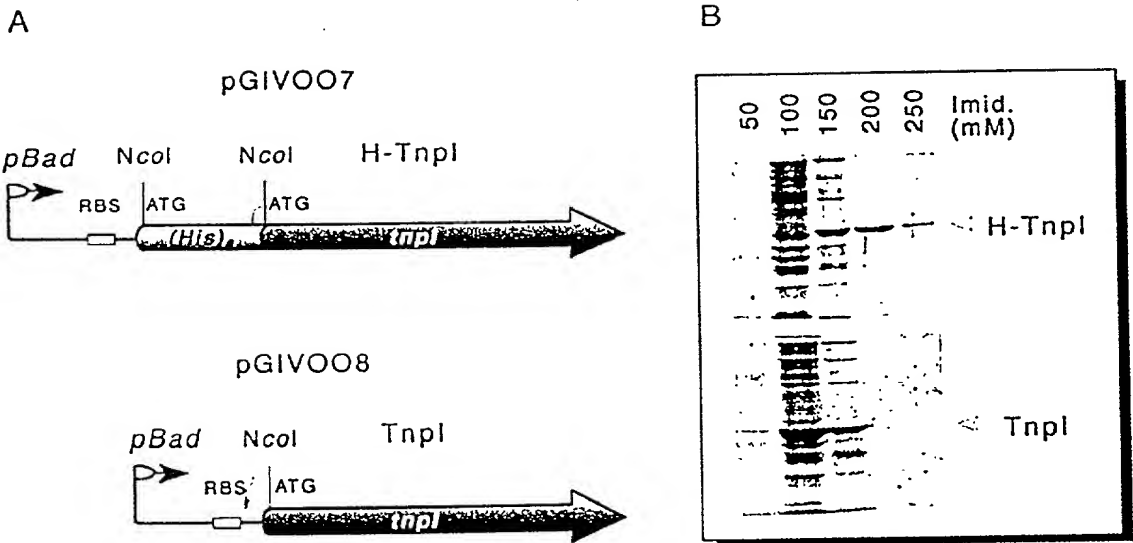 A
pGIVOO7
pBad NcoI NcoI H-TnpI
RBS ATG ATG
(His) tnpI
pGIVOO8
pBad NcoI TnpI
RBS ATG
tnpI
B
50 100 150 200 250 Imid. (mM)
H-TnpI
TnpI